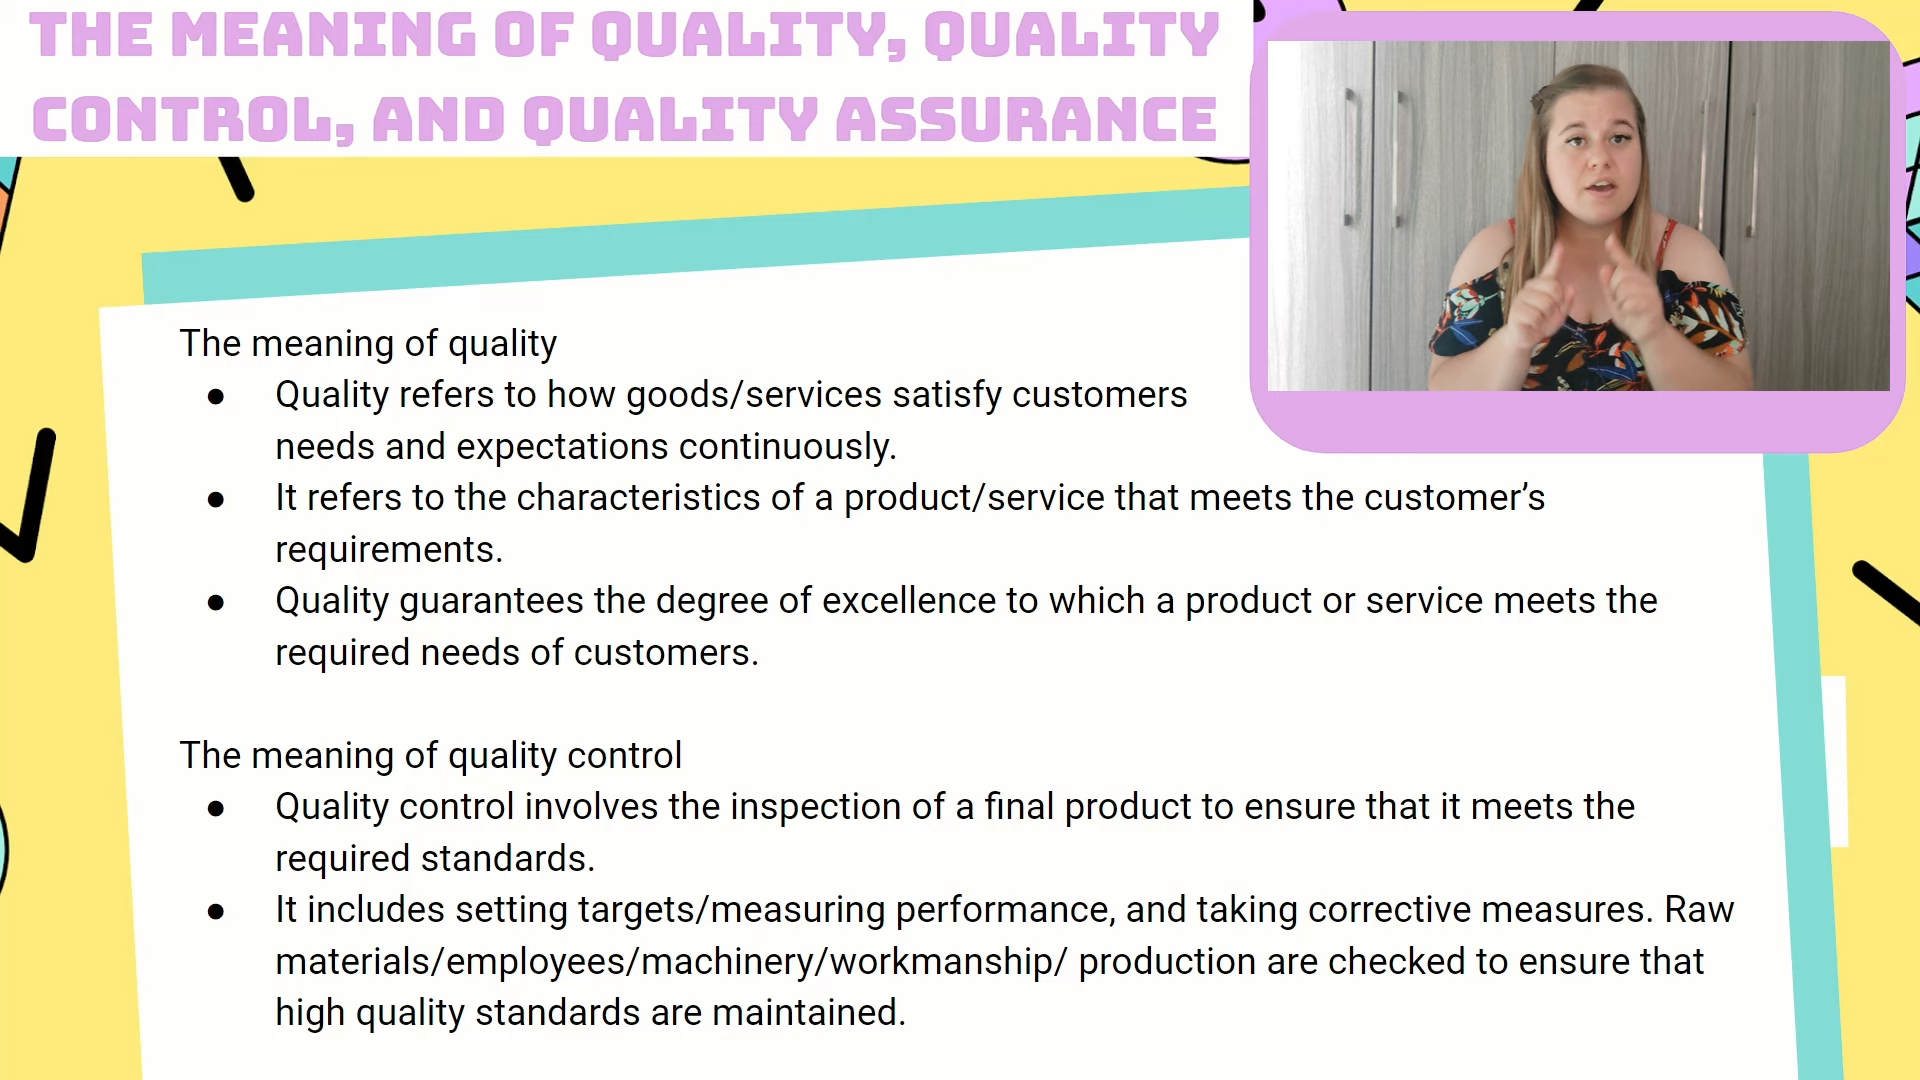 THE MEANING OF QUALITY, QUALITY
CONTROL, AND QUALITY ASSURANCE
The meaning of quality
● Quality refers to how goods/services satisfy customers
needs and expectations continuously.
● It refers to the characteristics of a product/service that meets the customer’s
requirements.
● Quality guarantees the degree of excellence to which a product or service meets the
required needs of customers.
The meaning of quality control
● Quality control involves the inspection of a final product to ensure that it meets the
required standards.
● It includes setting targets/measuring performance, and taking corrective measures. Raw
materials/employees/machinery/workmanship/ production are checked to ensure that
high quality standards are maintained.